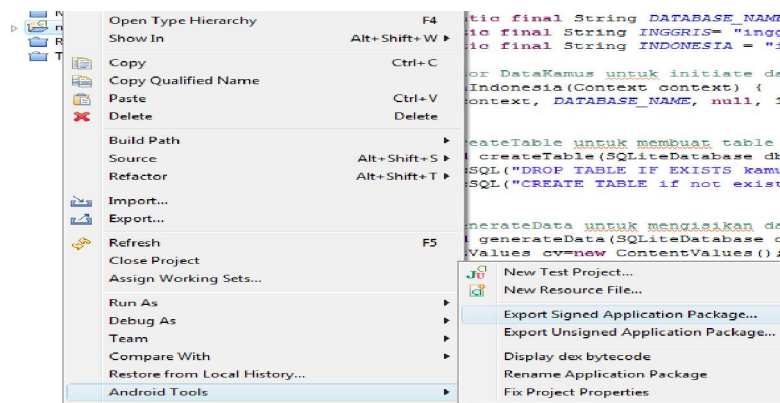 Open Type Hierarchy F4
Show In Alt+Shift+W
Copy Ctrl+C
Copy Qualified Name
Paste Ctrl+V
Delete Delete
Build Path
Source Alt+Shift+S
Refactor Alt+Shift+T
Import...
Export...
Refresh F5
Close Project
Assign Working Sets...
Run As
Debug As
Team
Compare With
Restore from Local History...
Android Tools
tic final String DATABASE_NAME
ic final String INGGRIS= "ingg
ic final String INDONESIA = "i
or DataKamus untuk initiate da
Indonesia(Context context) {
ontext, DATABASE_NAME, null, 1
reateTable untuk membuat table
createTable(SQLiteDatabase db
SQL("DROP TABLE IF EXISTS kamu
SQL("CREATE TABLE if not exist
nerateData untuk mengisikan da
generateData(SQLiteDatabase
Values cv=new ContentValues();
New Test Project...
New Resource File...
Export Signed Application Package...
Export Unsigned Application Package...
Display dex bytecode
Rename Application Package
Fix Project Properties